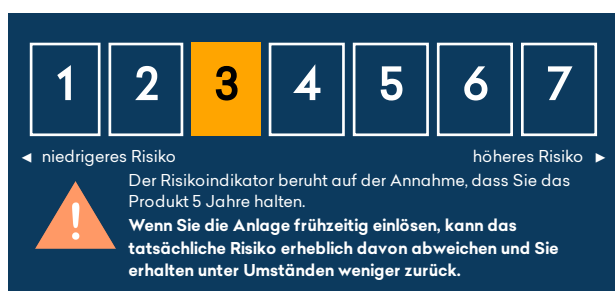 1 2 3 4 5 6 7
◄ niedrigeres Risiko höheres Risiko ►
!
Der Risikoindikator beruht auf der Annahme, dass Sie das
Produkt 5 Jahre halten.
Wenn Sie die Anlage frühzeitig einlösen, kann das
tatsächliche Risiko erheblich davon abweichen und Sie
erhalten unter Umständen weniger zurück.